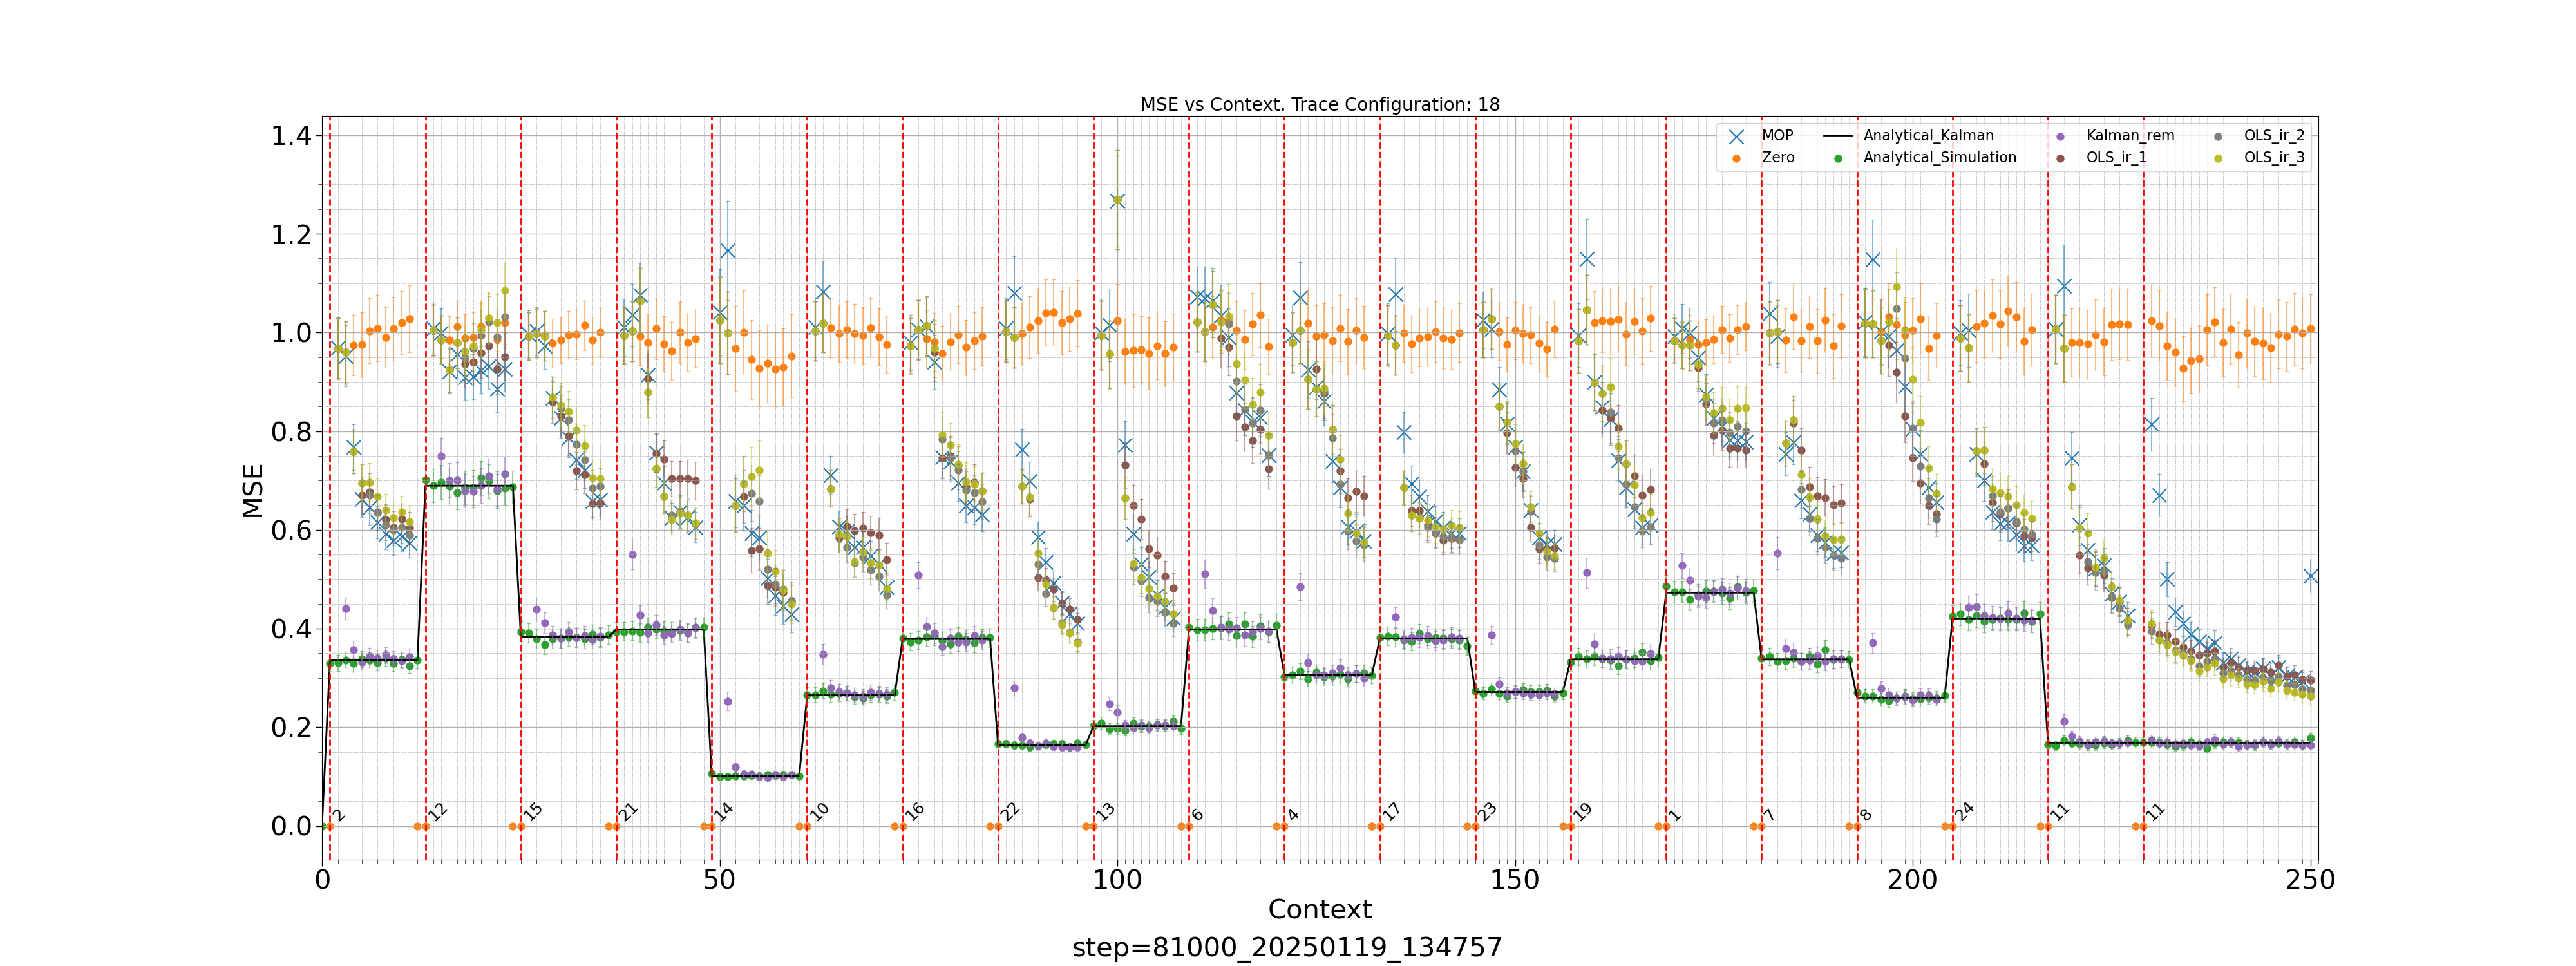 MSE vs Context. Trace Configuration: 18
MOP Analytical_Kalman Kalman_rem OLS_ir_2
Zero Analytical_Simulation OLS_ir_1 OLS_ir_3
MSE
1.4
1.2
1.0
0.8
0.6
0.4
0.2
0.0
2 12 15 21 14 10 16 22 13 6 4 17 23 19 1 7 8 24 11 11
0 50 100 150 200 250
Context
step=81000_20250119_134757